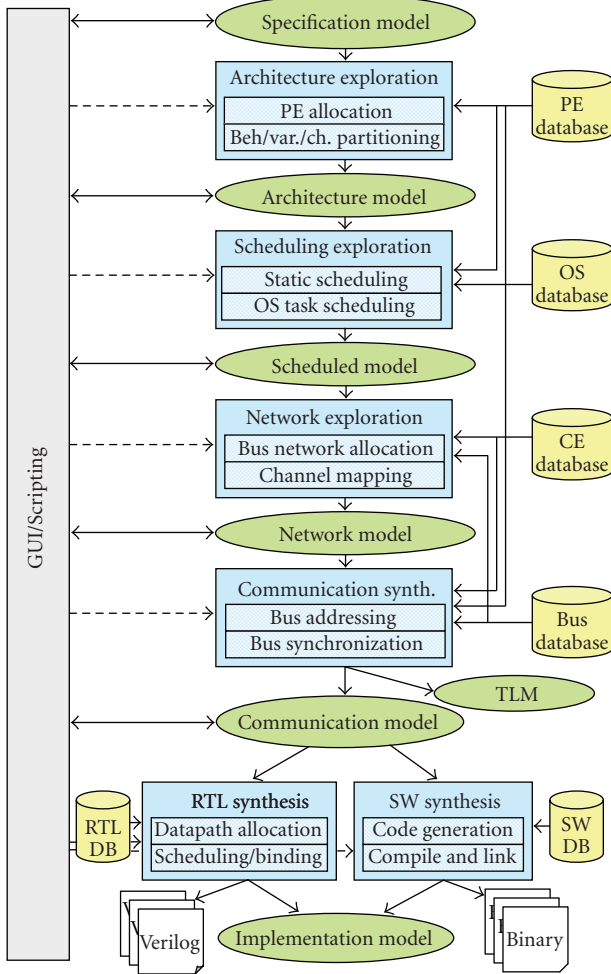 Specification model
Architecture exploration
PE allocation
Beh/var./ch. partitioning
PE
database
Architecture model
Scheduling exploration
Static scheduling
OS task scheduling
OS
database
Scheduled model
Network exploration
Bus network allocation
Channel mapping
CE
database
GUI/Scripting
Network model
Communication synth.
Bus addressing
Bus synchronization
Bus
database
TLM
Communication model
RTL
DB
RTL synthesis
Datapath allocation
Scheduling/binding
SW synthesis
Code generation
Compile and link
SW
DB
Verilog
Implementation model
Binary